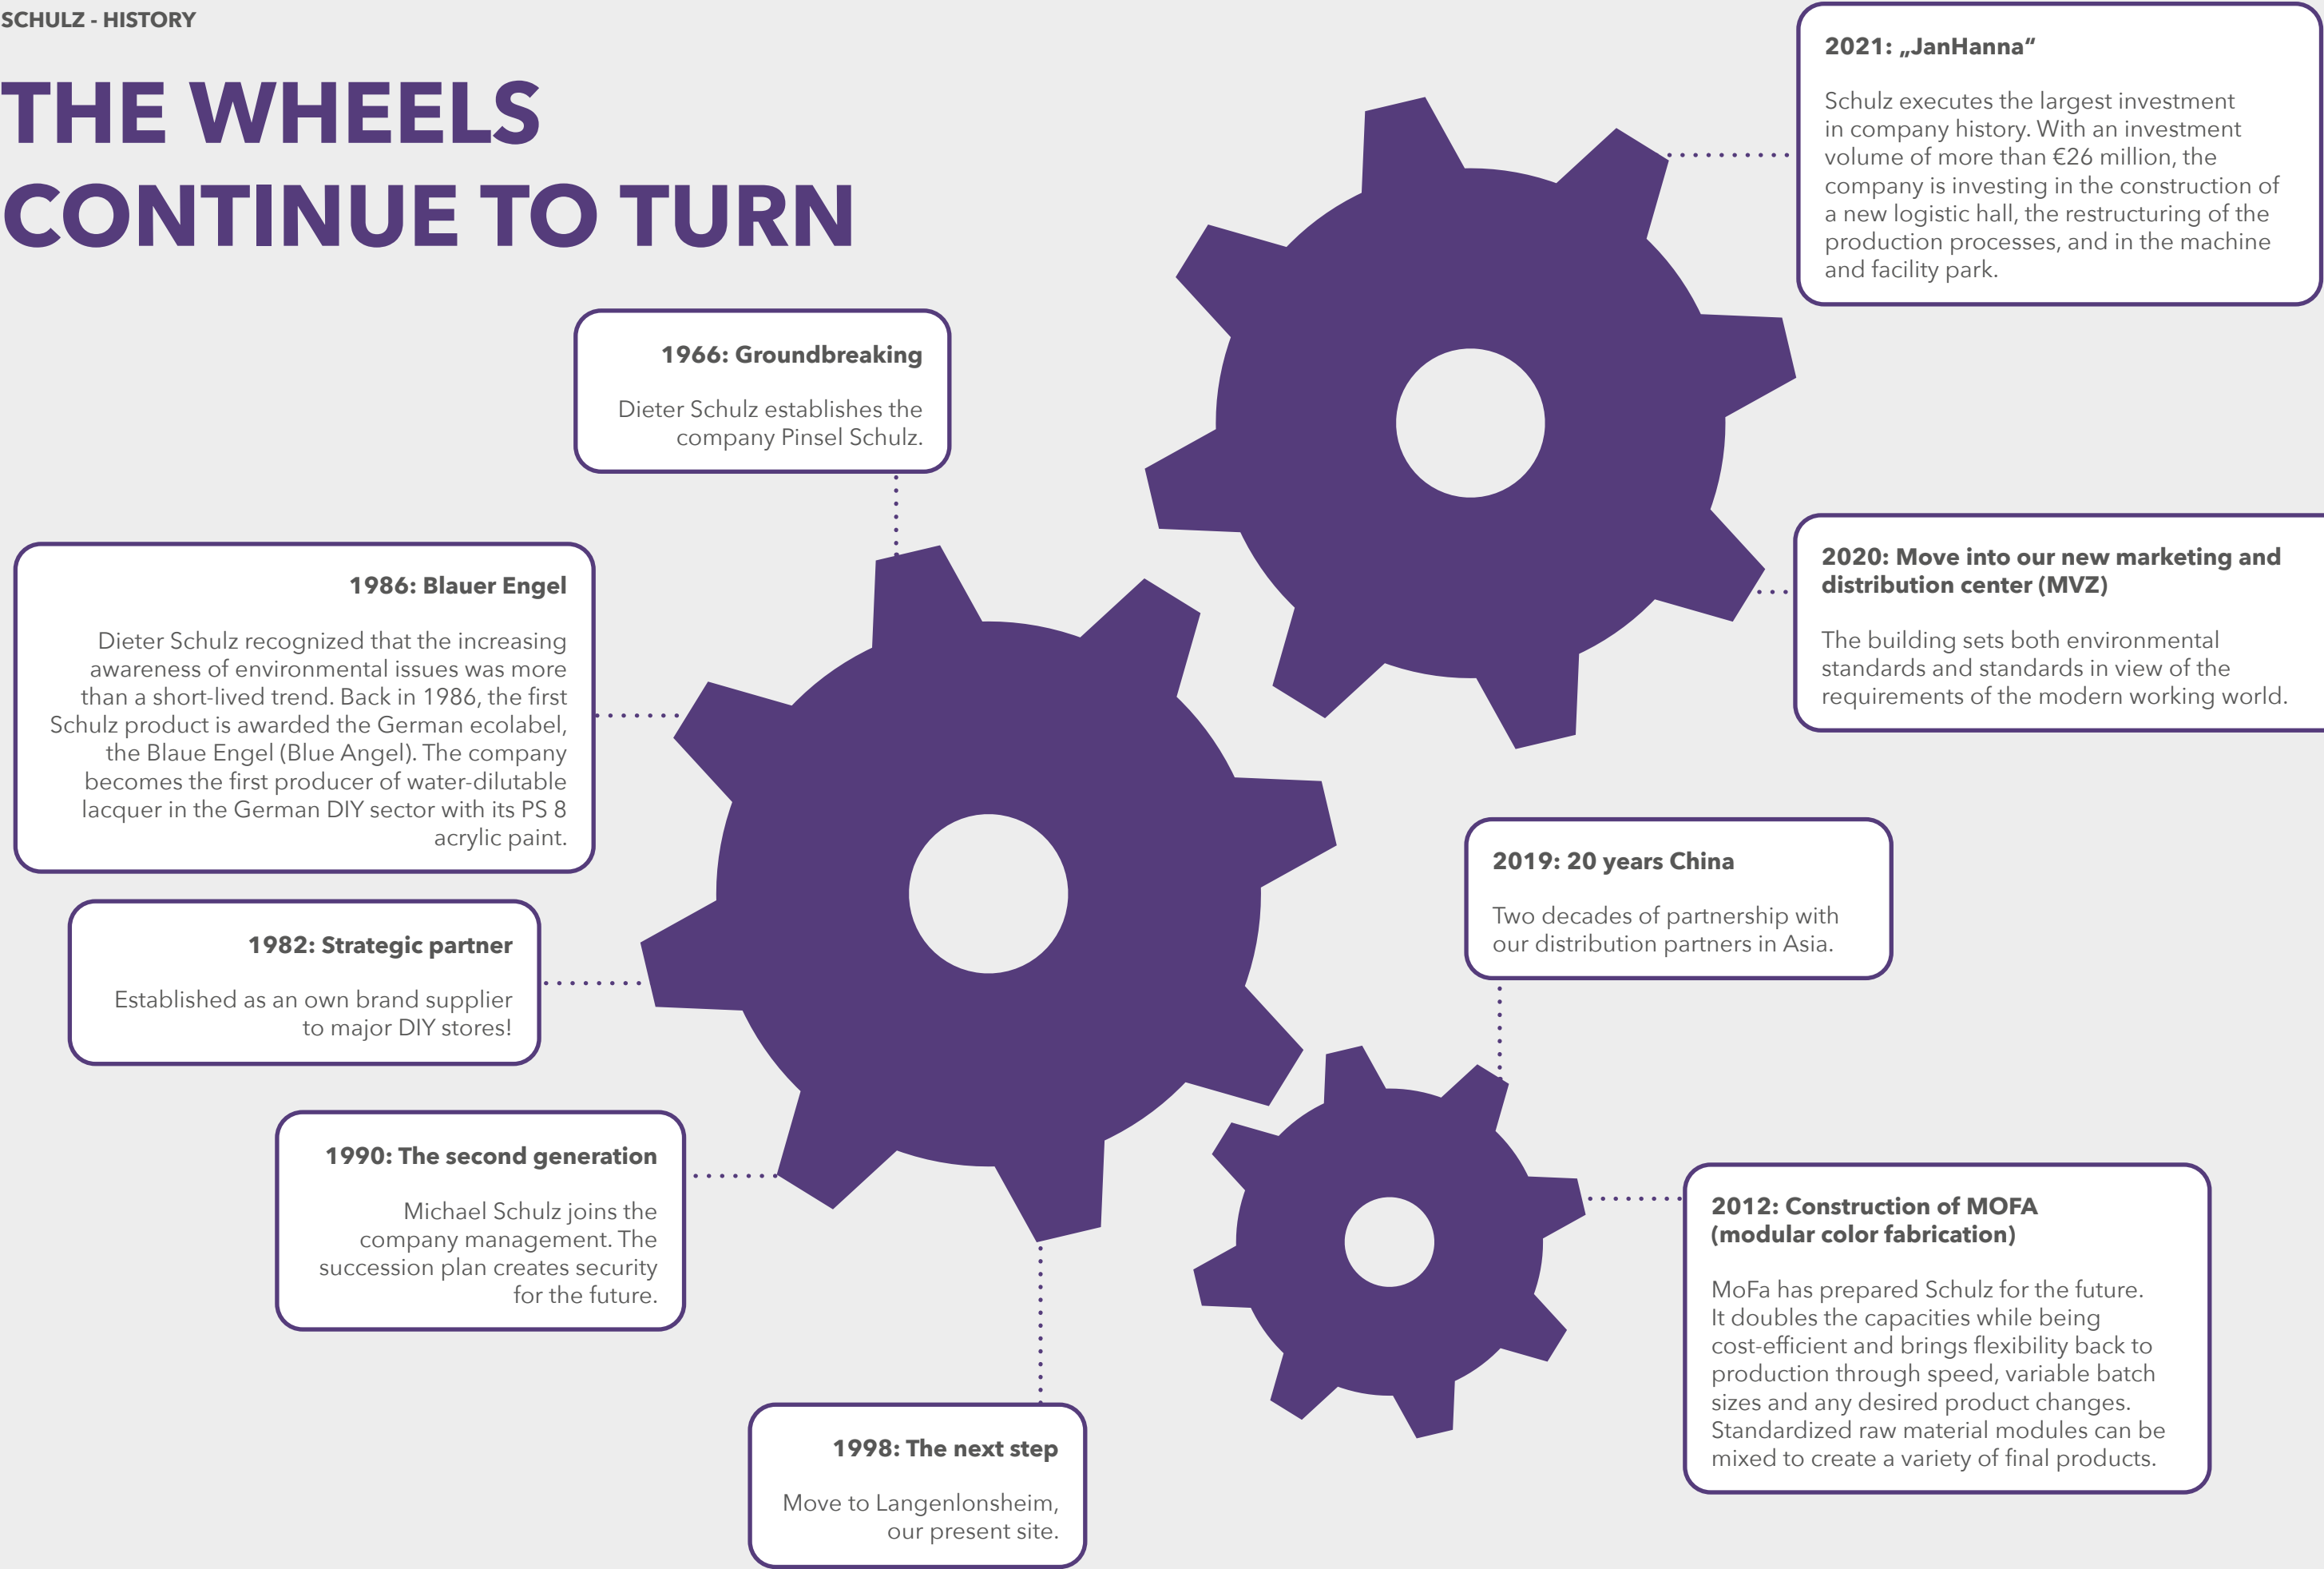 SCHULZ - HISTORY
THE WHEELS
CONTINUE TO TURN
1966: Groundbreaking
Dieter Schulz establishes the
company Pinsel Schulz.
1986: Blauer Engel
Dieter Schulz recognized that the increasing
awareness of environmental issues was more
than a short-lived trend. Back in 1986, the first
Schulz product is awarded the German ecolabel,
the Blaue Engel (Blue Angel). The company
becomes the first producer of water-dilutable
lacquer in the German DIY sector with its PS 8
acrylic paint.
1982: Strategic partner
Established as an own brand supplier
to major DIY stores!
1990: The second generation
Michael Schulz joins the
company management. The
succession plan creates security
for the future.
1998: The next step
Move to Langenlonsheim,
our present site.
2021: „JanHanna“
Schulz executes the largest investment
in company history. With an investment
volume of more than €26 million, the
company is investing in the construction of
a new logistic hall, the restructuring of the
production processes, and in the machine
and facility park.
2020: Move into our new marketing and
distribution center (MVZ)
The building sets both environmental
standards and standards in view of the
requirements of the modern working world.
2019: 20 years China
Two decades of partnership with
our distribution partners in Asia.
2012: Construction of MOFA
(modular color fabrication)
MoFa has prepared Schulz for the future.
It doubles the capacities while being
cost-efficient and brings flexibility back to
production through speed, variable batch
sizes and any desired product changes.
Standardized raw material modules can be
mixed to create a variety of final products.